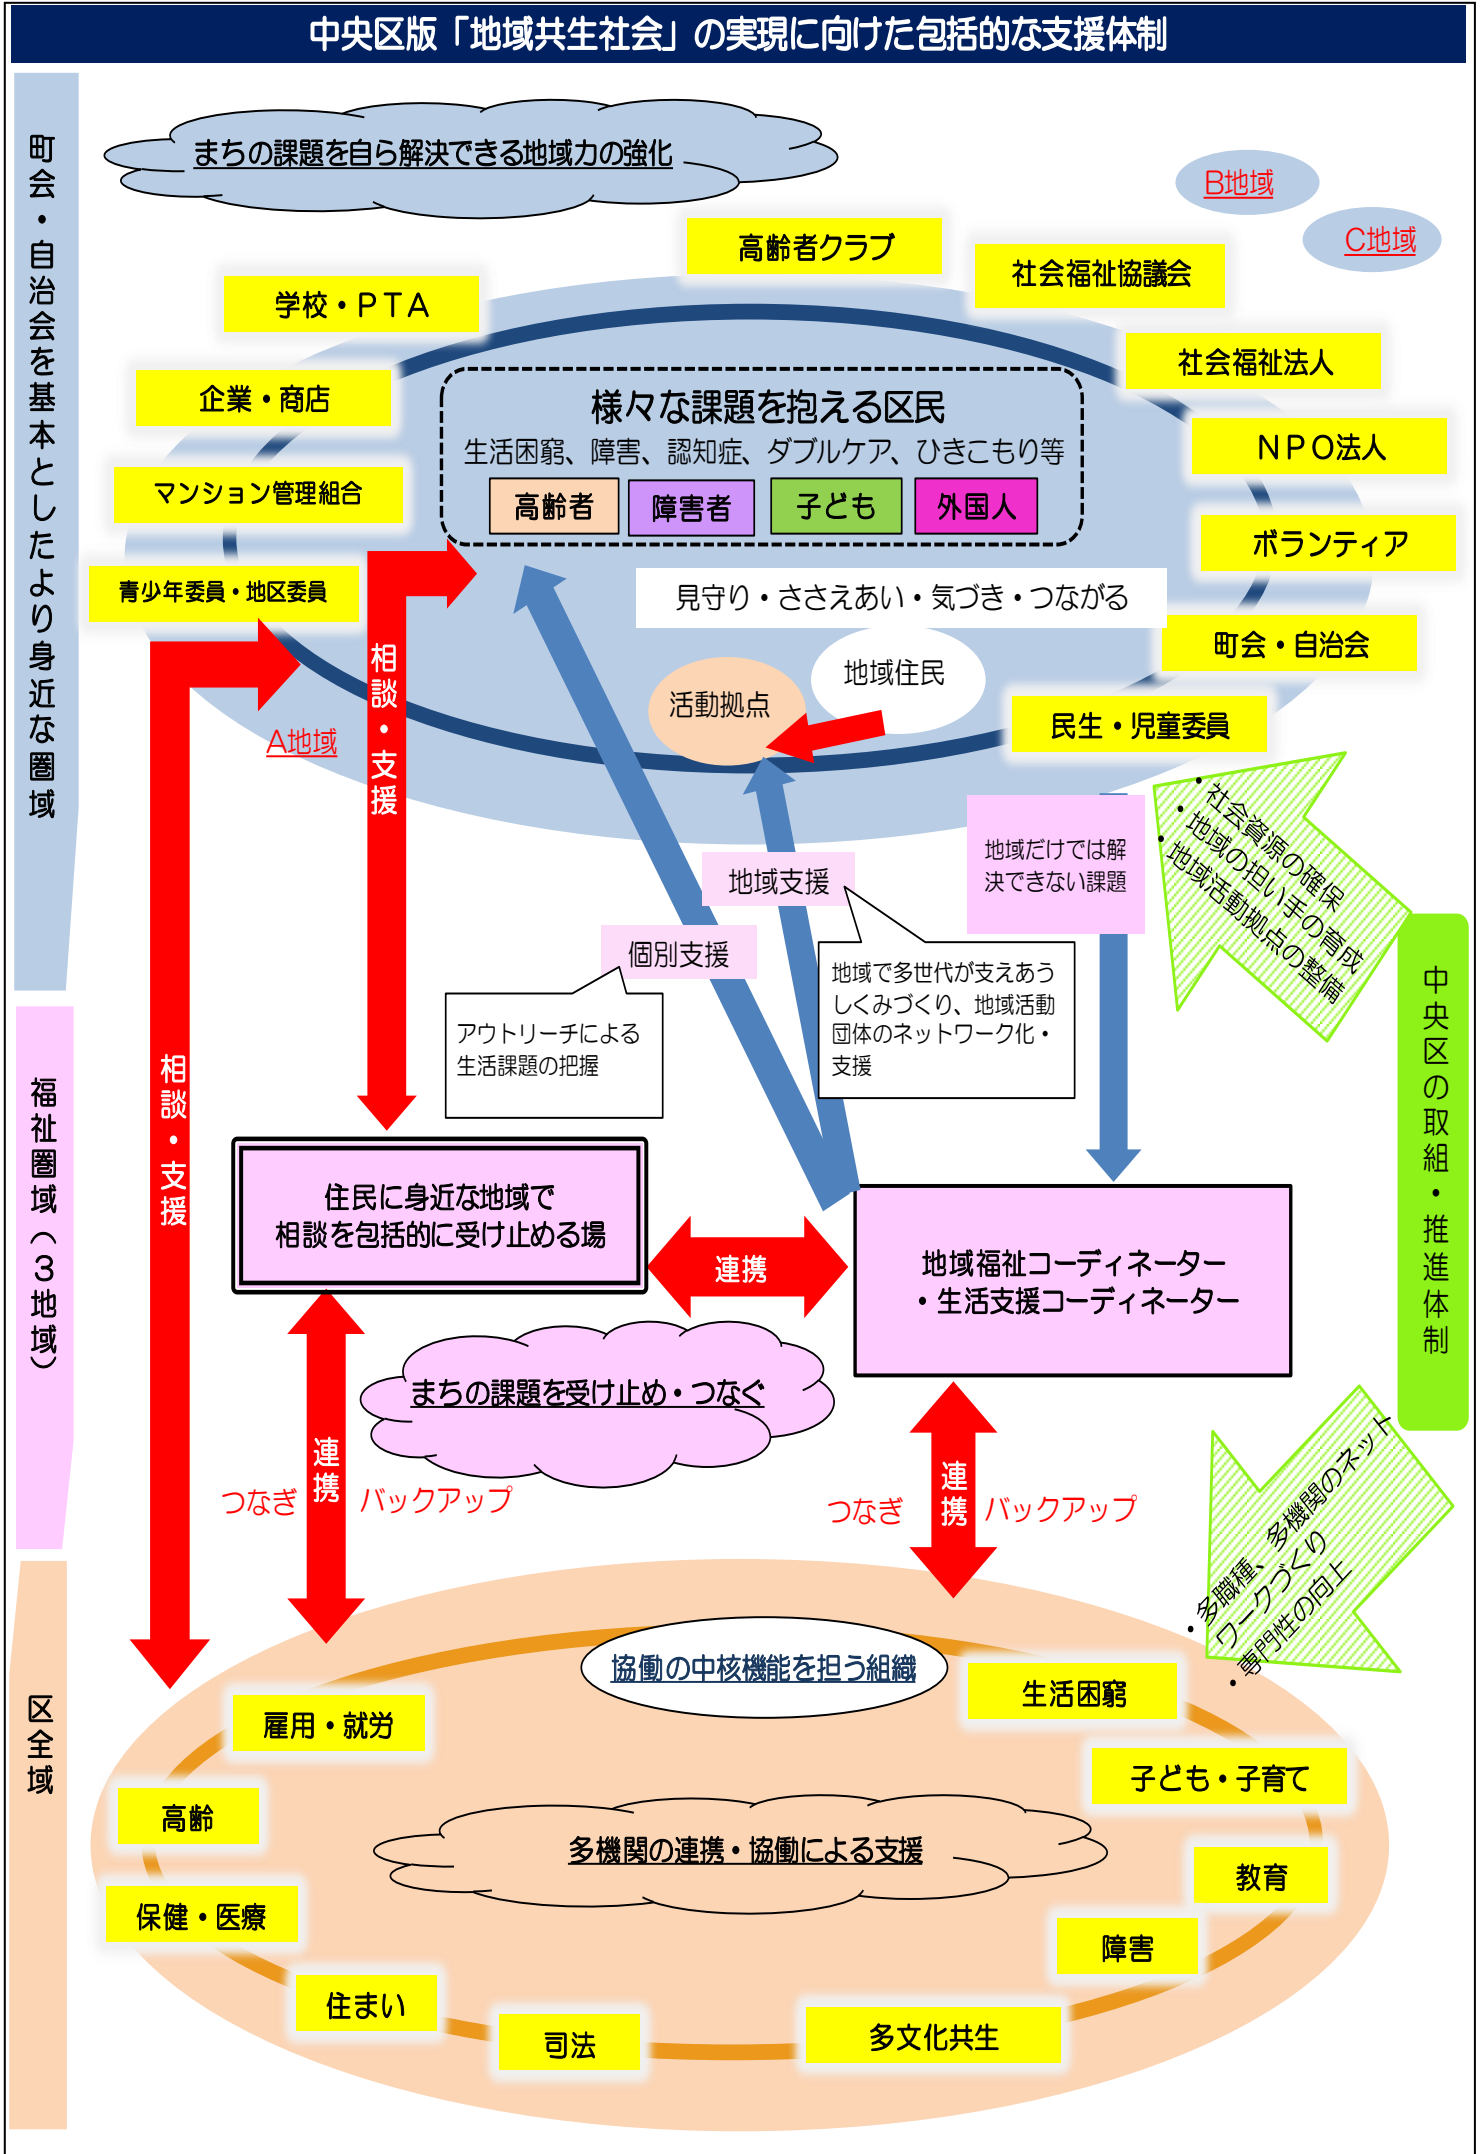 中央区版「地域共生社会」の実現に向けた包括的な支援体制
町会・自治会を基本としたより身近な圏域
まちの課題を自ら解決できる地域力の強化
B地域
C地域
高齢者クラブ
社会福祉協議会
学校・ＰＴＡ
社会福祉法人
企業・商店
ＮＰＯ法人
マンション管理組合
ボランティア
青少年委員・地区委員
町会・自治会
民生・児童委員
様々な課題を抱える区民
生活困窮、障害、認知症、ダブルケア、ひきこもり等
高齢者
障害者
子ども
外国人
見守り・ささえあい・気づき・つながる
地域住民
活動拠点
A地域
相談・支援
相談・支援
地域支援
個別支援
地域だけでは解
決できない課題
・社会資源の確保
・地域の担い手の育成
・地域活動拠点の整備
アウトリーチによる
生活課題の把握
地域で多世代が支えあう
しくみづくり、地域活動
団体のネットワーク化・
支援
中央区の取組・推進体制
福祉圏域（３地域）
住民に身近な地域で
相談を包括的に受け止める場
連携
地域福祉コーディネーター
・生活支援コーディネーター
まちの課題を受け止め・つなぐ
つなぎ
連携
バックアップ
つなぎ
連携
バックアップ
・多職種、多機関のネット
ワークづくり
・専門性の向上
区全域
協働の中核機能を担う組織
生活困窮
雇用・就労
子ども・子育て
高齢
多機関の連携・協働による支援
教育
保健・医療
障害
住まい
司法
多文化共生